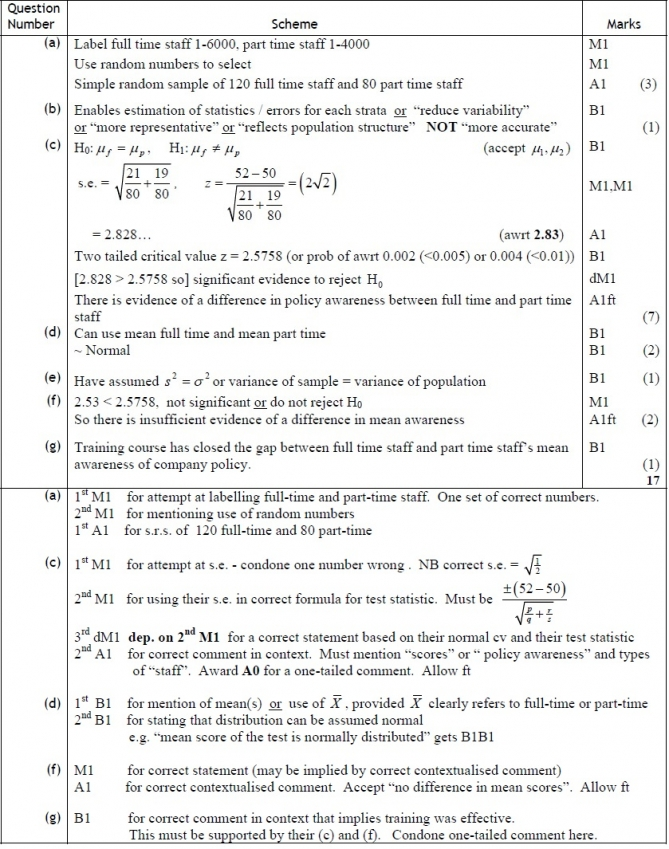 Question
Number Scheme Marks
(a) Label full time staff 1-6000, part time staff 1-4000 M1
Use random numbers to select M1
Simple random sample of 120 full time staff and 80 part time staff A1 (3)
(b) Enables estimation of statistics / errors for each strata or “reduce variability” B1
or “more representative” or “reflects population structure” NOT “more accurate” (1)
(c) H₀: μ_f = μ_p, H₁: μ_f ≠ μ_p (accept μ₁, μ₂) B1
s.e. = √(21/80 + 19/80), z = (52 − 50)/√(21/80 + 19/80) = (2√2) M1,M1
= 2.828... (awrt 2.83) A1
Two tailed critical value z = 2.5758 (or prob of awrt 0.002 (<0.005) or 0.004 (<0.01)) B1
[2.828 > 2.5758 so] significant evidence to reject H₀ dM1
There is evidence of a difference in policy awareness between full time and part time A1ft
staff (7)
(d) Can use mean full time and mean part time B1
~ Normal B1 (2)
(e) Have assumed s² = σ² or variance of sample = variance of population B1 (1)
(f) 2.53 < 2.5758, not significant or do not reject H₀ M1
So there is insufficient evidence of a difference in mean awareness A1ft (2)
(g) Training course has closed the gap between full time staff and part time staff's mean B1
awareness of company policy. (1)
17
(a) 1st M1 for attempt at labelling full-time and part-time staff. One set of correct numbers.
2nd M1 for mentioning use of random numbers
1st A1 for s.r.s. of 120 full-time and 80 part-time
(c) 1st M1 for attempt at s.e. - condone one number wrong . NB correct s.e. = √(1/2)
2nd M1 for using their s.e. in correct formula for test statistic. Must be ±(52 − 50)/√(p/q + r/s)
3rd dM1 dep. on 2nd M1 for a correct statement based on their normal cv and their test statistic
2nd A1 for correct comment in context. Must mention “scores” or “ policy awareness” and types
of “staff”. Award A0 for a one-tailed comment. Allow ft
(d) 1st B1 for mention of mean(s) or use of X̄, provided X̄ clearly refers to full-time or part-time
2nd B1 for stating that distribution can be assumed normal
e.g. “mean score of the test is normally distributed” gets B1B1
(f) M1 for correct statement (may be implied by correct contextualised comment)
A1 for correct contextualised comment. Accept “no difference in mean scores”. Allow ft
(g) B1 for correct comment in context that implies training was effective.
This must be supported by their (c) and (f). Condone one-tailed comment here.